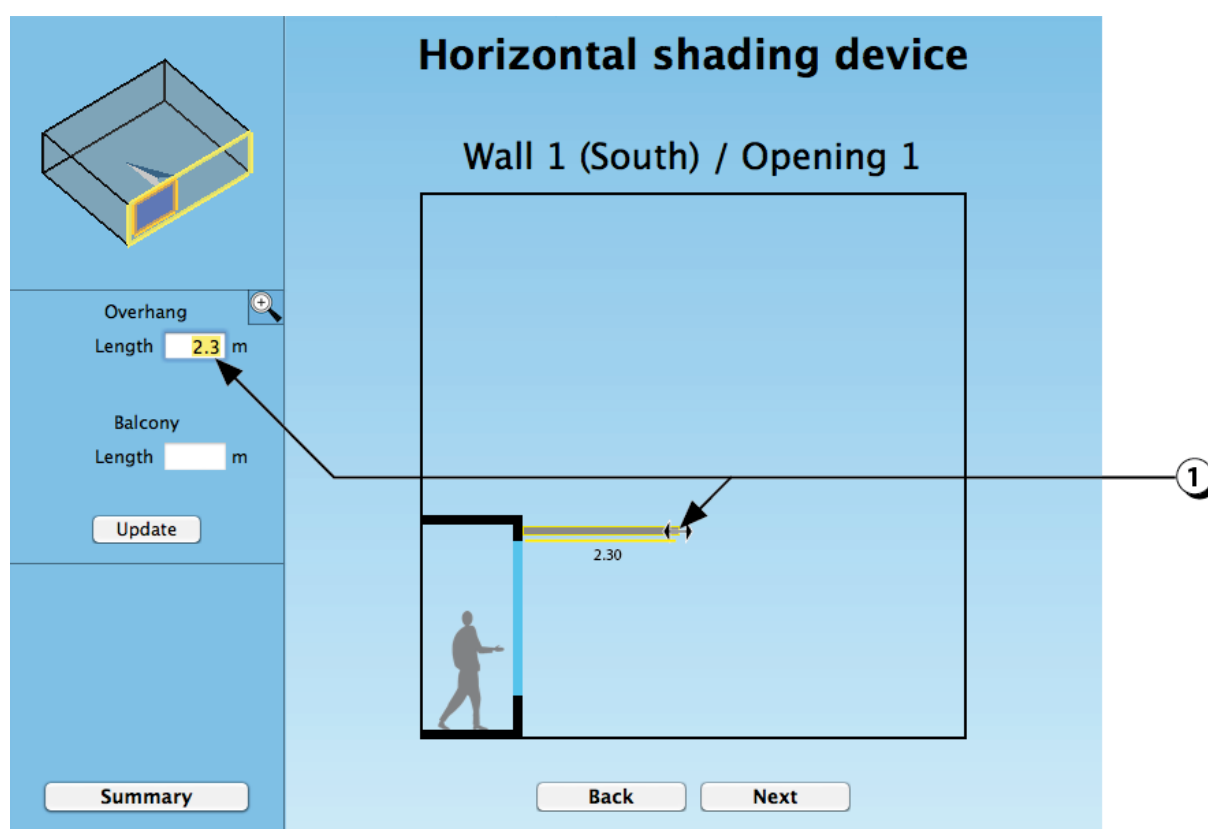 Horizontal shading device
Wall 1 (South) / Opening 1
Overhang
Length 2.3 m
Balcony
Length m
Update
1
2.30
Summary
Back
Next